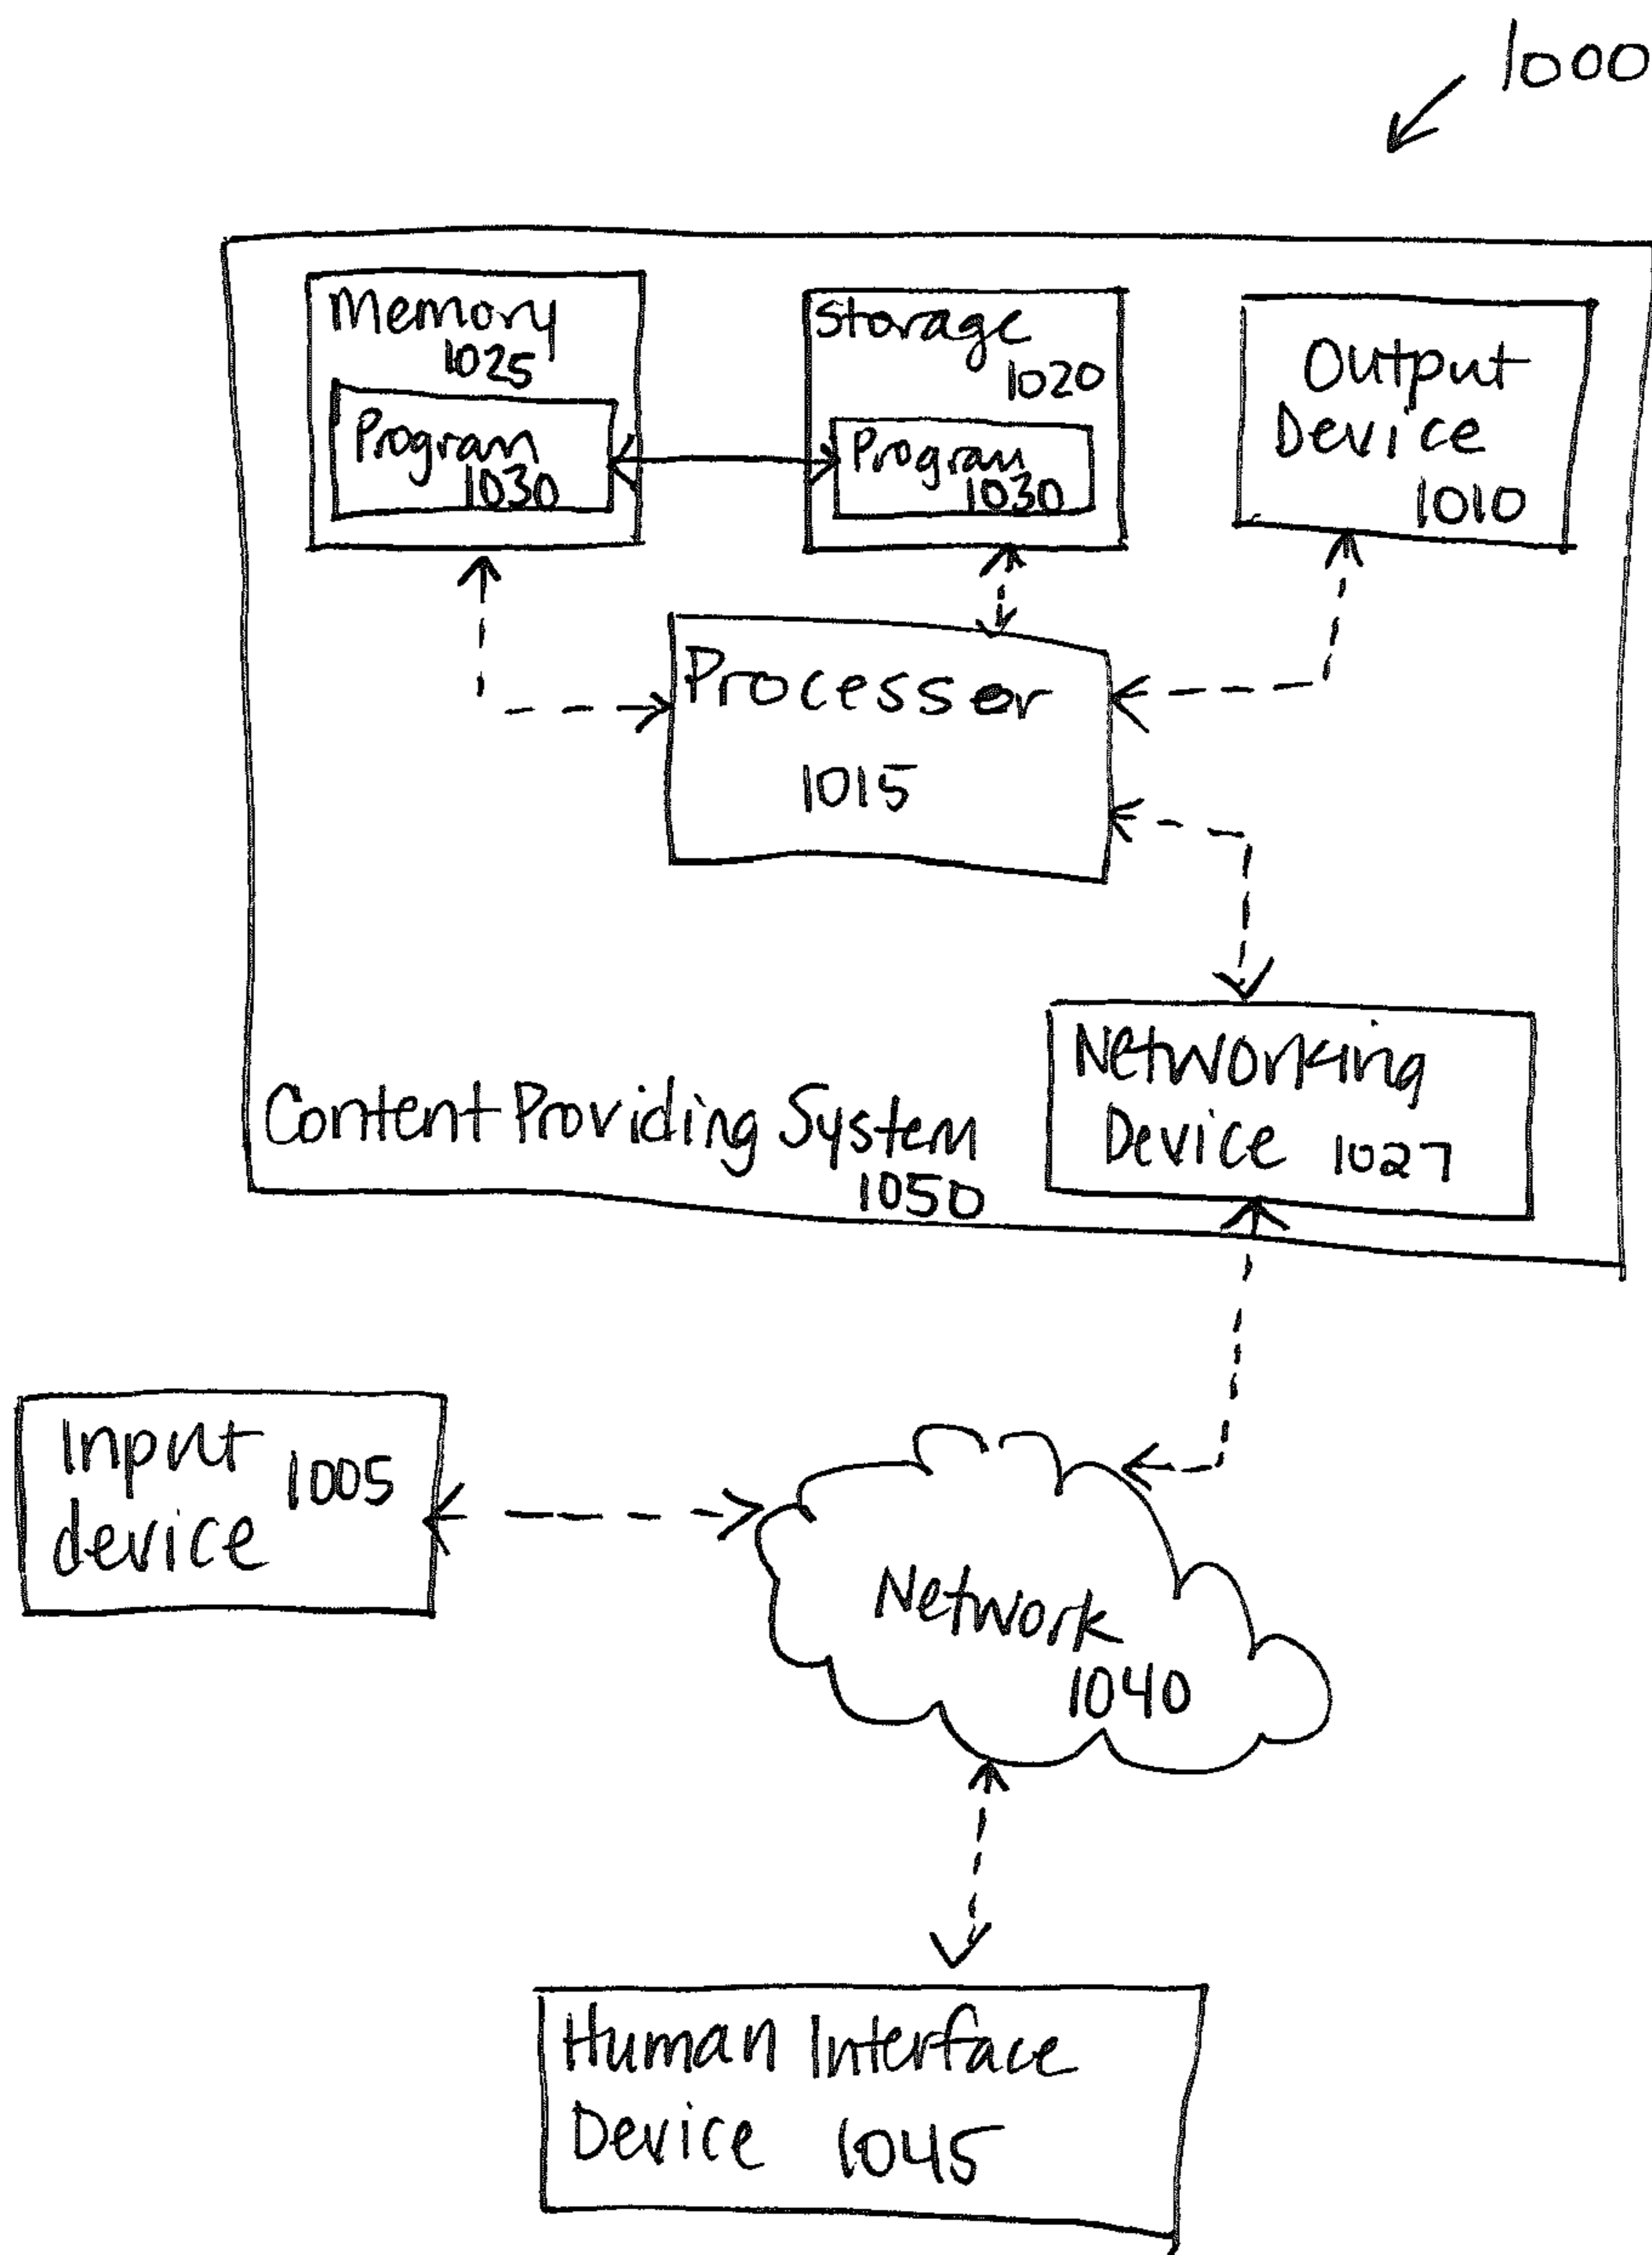 1000
Memory
1025
Program
1030
Storage
1020
Program
1030
Output
Device
1010
Processor
1015
Networking
Device 1027
Content Providing System
1050
Input
1005
device
Network
1040
Human Interface
Device 1045